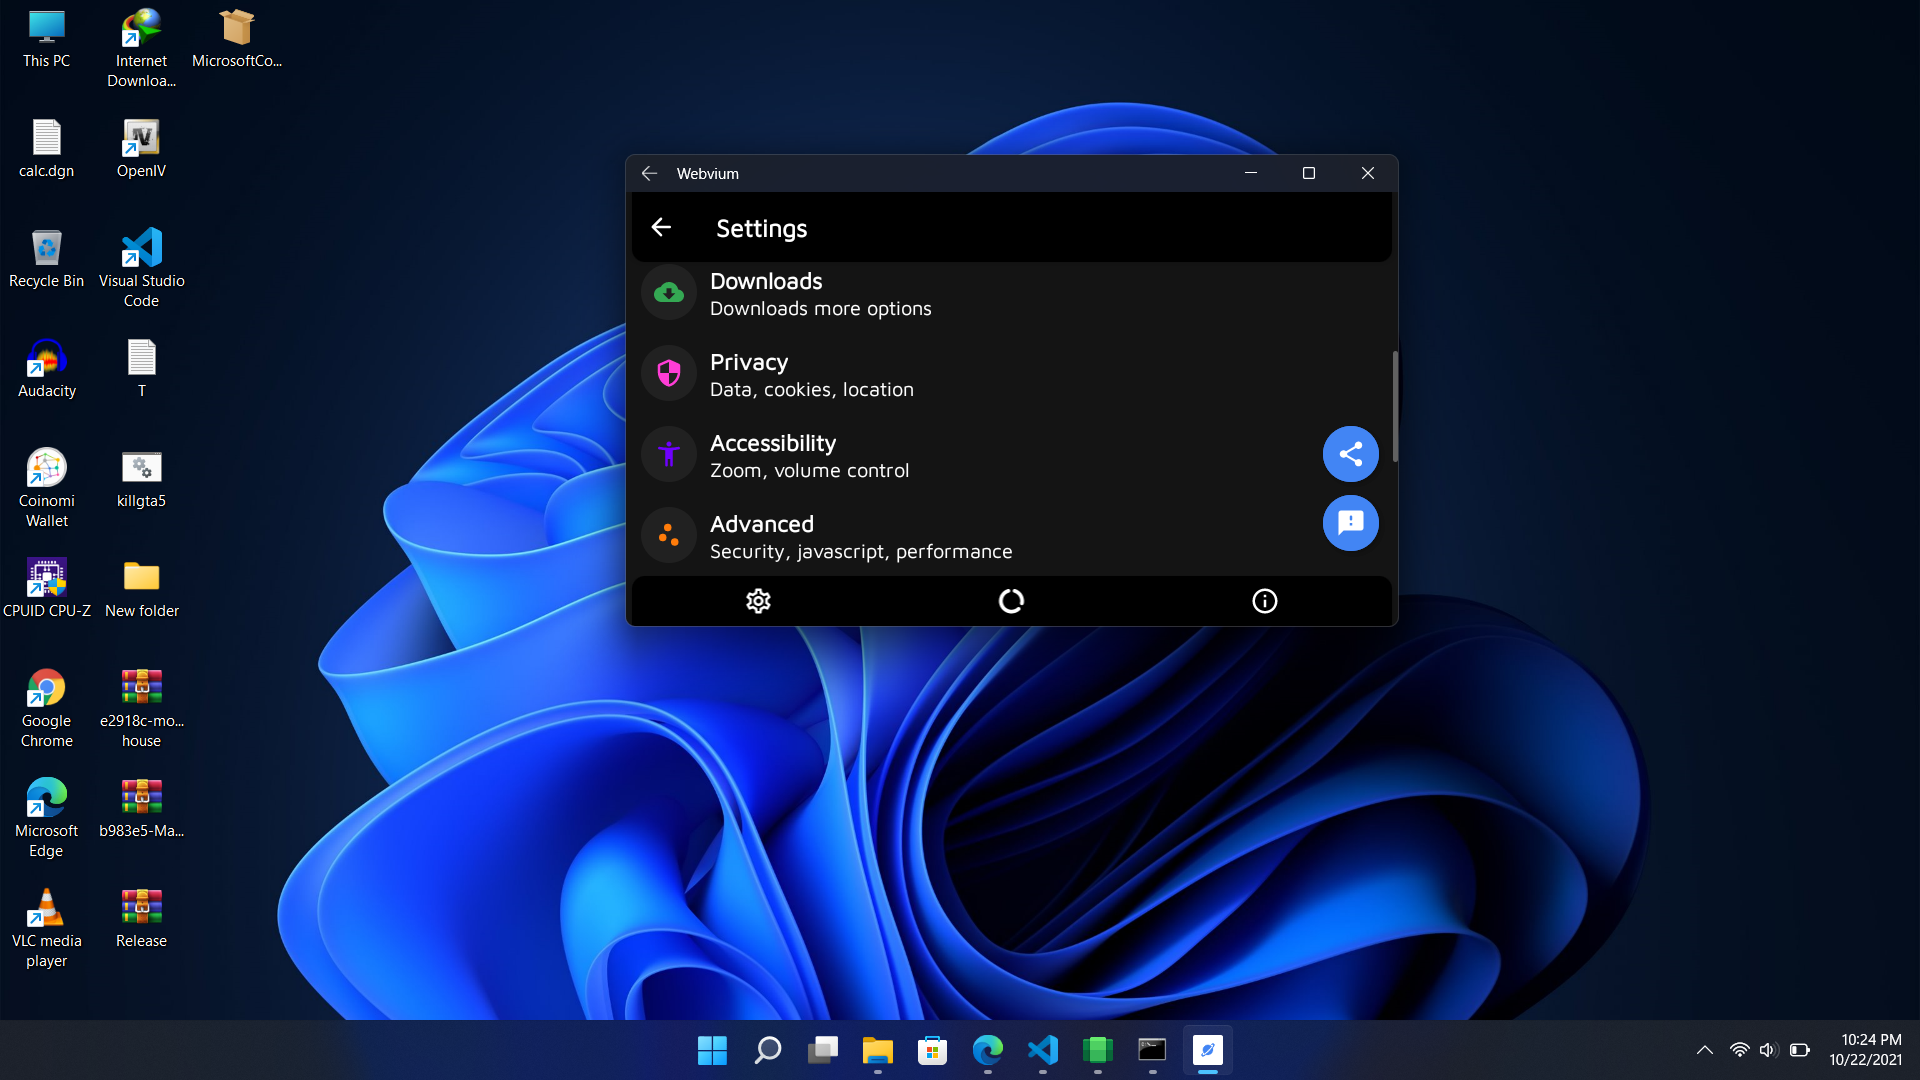 This PC
Internet
Downloa...
MicrosoftCo...
calc.dgn
OpenIV
Recycle Bin
Visual Studio
Code
Audacity
T
Coinomi
Wallet
killgta5
CPUID CPU-Z
New folder
Google
Chrome
e2918c-mo...
house
Microsoft
Edge
b983e5-Ma...
VLC media
player
Release
Webvium
Settings
Downloads
Downloads more options
Privacy
Data, cookies, location
Accessibility
Zoom, volume control
Advanced
Security, javascript, performance
10:24 PM
10/22/2021